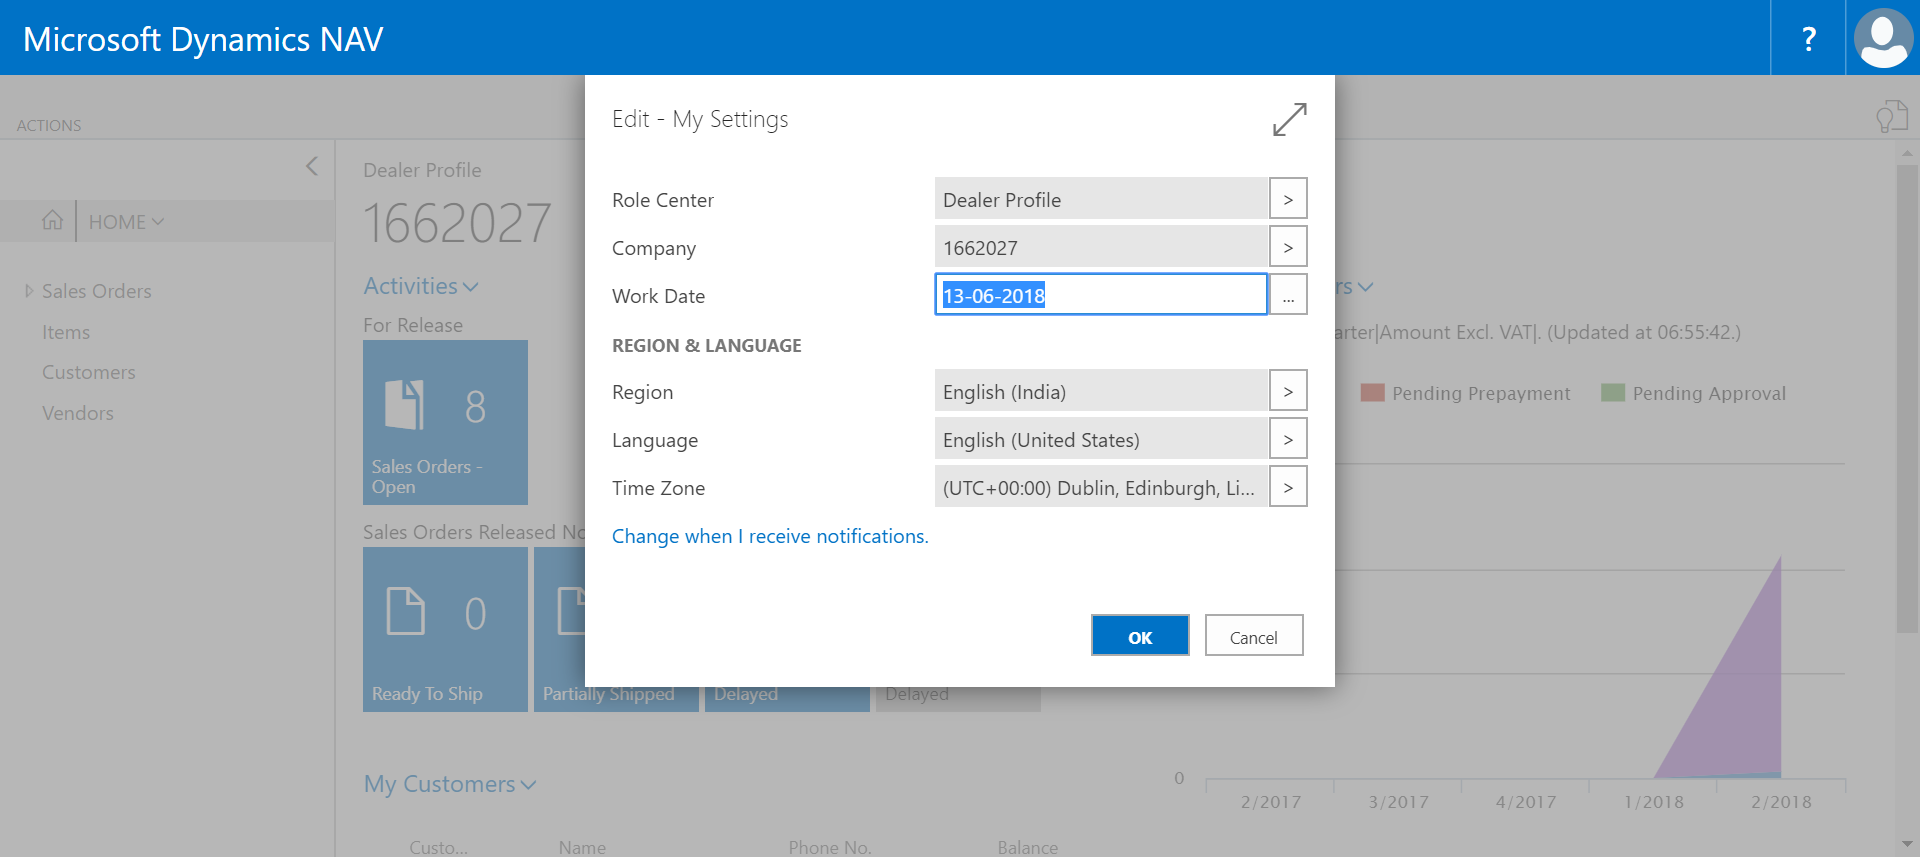 Microsoft Dynamics NAV
?
ACTIONS
Edit - My Settings
Role Center
Dealer Profile
>
Company
1662027
>
Work Date
13-06-2018
...
REGION & LANGUAGE
Region
English (India)
>
Language
English (United States)
>
Time Zone
(UTC+00:00) Dublin, Edinburgh, Li...
>
Change when I receive notifications.
OK
Cancel
HOME
Sales Orders
Items
Customers
Vendors
Dealer Profile
1662027
Activities
For Release
8
Sales Orders -
Open
Sales Orders Released
0
Ready To Ship
Partially Shipped
Delayed
Delayed
My Customers
Custo...
Name
Phone No.
Balance
|Amount Excl. VAT|. (Updated at 06:55:42.)
Pending Prepayment
Pending Approval
0
2/2017
3/2017
4/2017
1/2018
2/2018